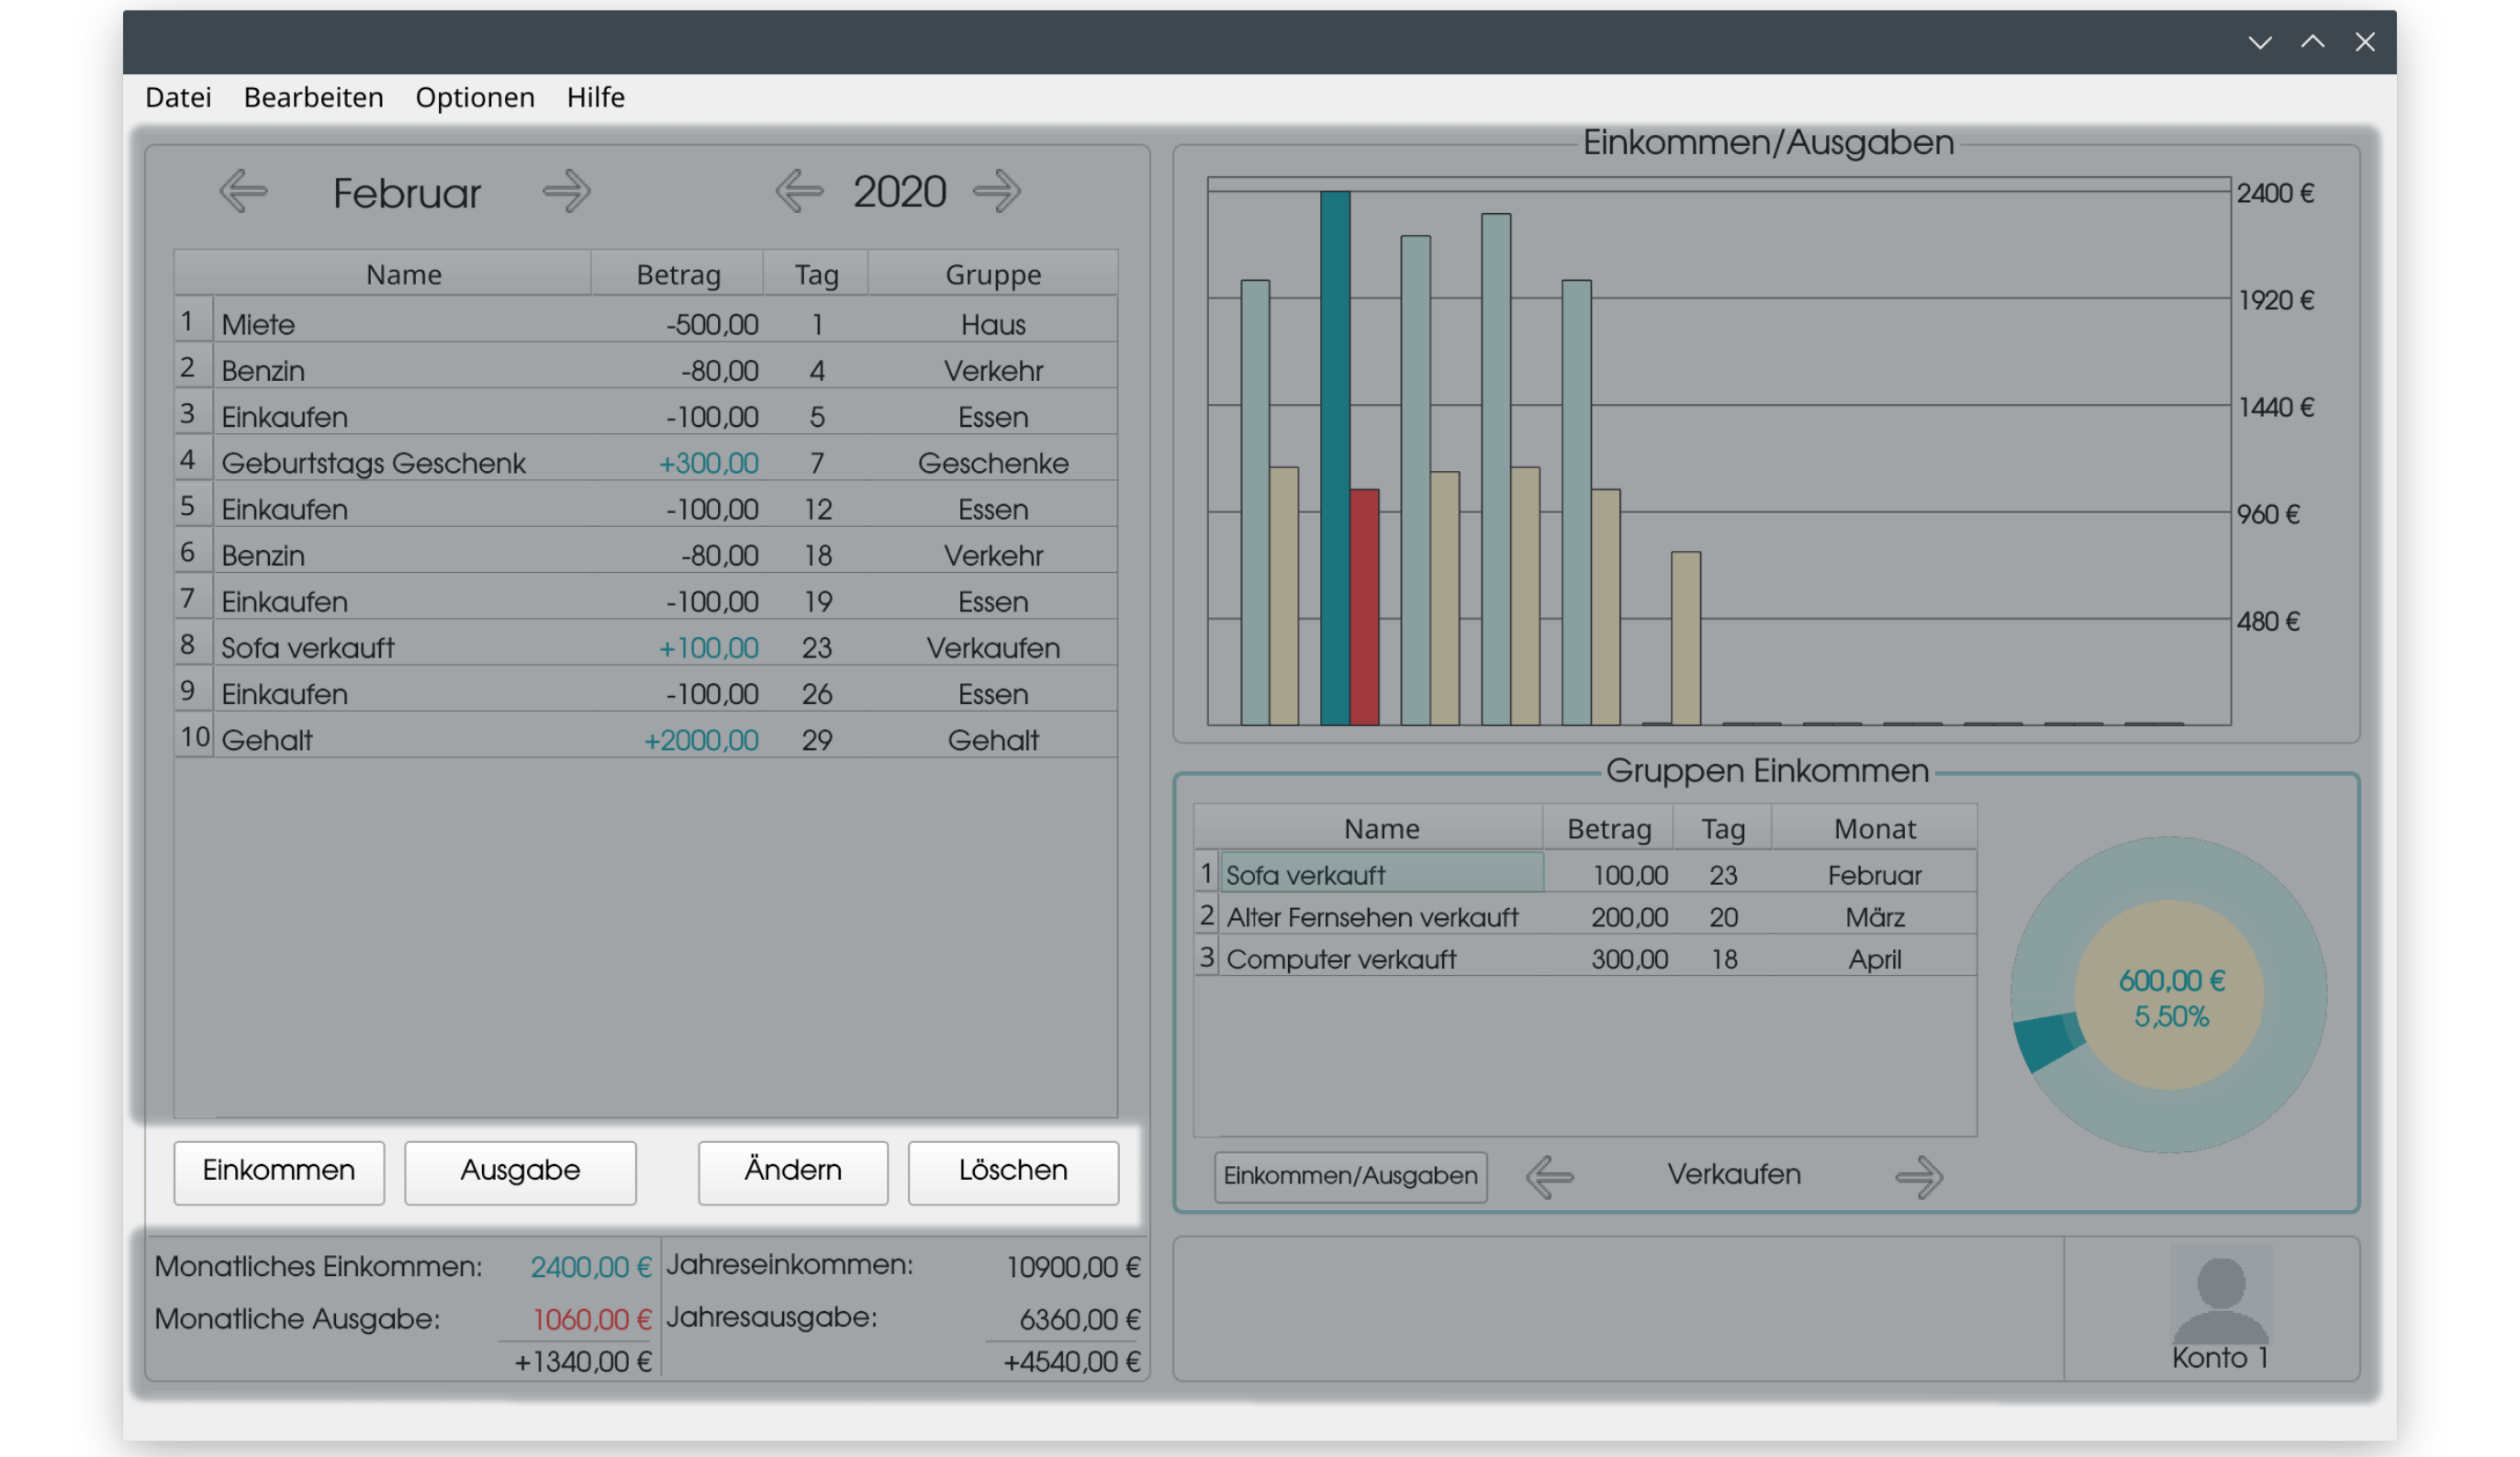 Datei Bearbeiten Optionen Hilfe
Februar 2020
Name Betrag Tag Gruppe
1 Miete -500,00 1 Haus
2 Benzin -80,00 4 Verkehr
3 Einkaufen -100,00 5 Essen
4 Geburtstags Geschenk +300,00 7 Geschenke
5 Einkaufen -100,00 12 Essen
6 Benzin -80,00 18 Verkehr
7 Einkaufen -100,00 19 Essen
8 Sofa verkauft +100,00 23 Verkaufen
9 Einkaufen -100,00 26 Essen
10 Gehalt +2000,00 29 Gehalt
Einkommen Ausgabe Ändern Löschen
Monatliches Einkommen: 2400,00 € Jahreseinkommen: 10900,00 €
Monatliche Ausgabe: 1060,00 € Jahresausgabe: 6360,00 €
+1340,00 € +4540,00 €
Einkommen/Ausgaben
2400 €
1920 €
1440 €
960 €
480 €
Gruppen Einkommen
Name Betrag Tag Monat
1 Sofa verkauft 100,00 23 Februar
2 Alter Fernsehen verkauft 200,00 20 März
3 Computer verkauft 300,00 18 April
600,00 €
5,50%
Einkommen/Ausgaben Verkaufen
Konto 1